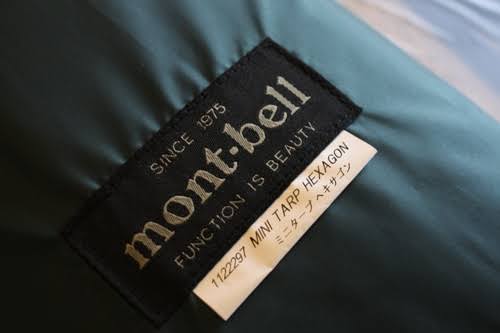 SINCE 1975
mont-bell
FUNCTION IS BEAUTY
1122297 MINI TARP HEXAGON
ミニタープ ヘキサゴン